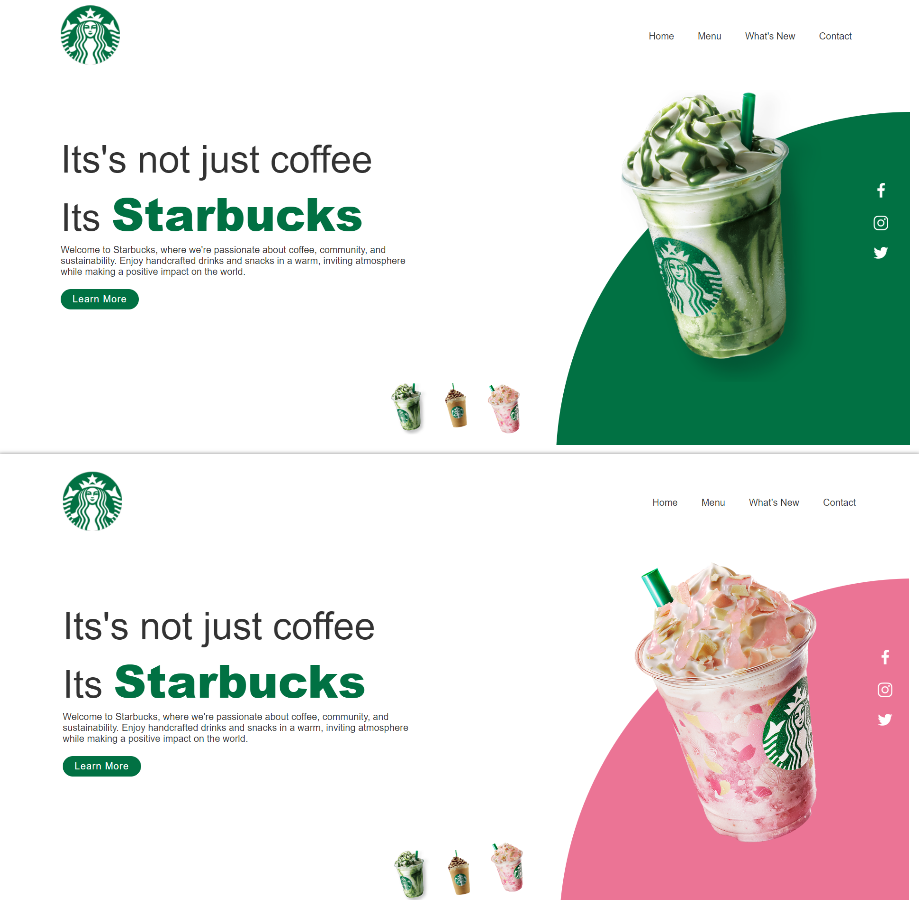 Home Menu What's New Contact
Its's not just coffee
Its Starbucks
Welcome to Starbucks, where we're passionate about coffee, community, and
sustainability. Enjoy handcrafted drinks and snacks in a warm, inviting atmosphere
while making a positive impact on the world.
Learn More
Home Menu What's New Contact
Its's not just coffee
Its Starbucks
Welcome to Starbucks, where we're passionate about coffee, community, and
sustainability. Enjoy handcrafted drinks and snacks in a warm, inviting atmosphere
while making a positive impact on the world.
Learn More